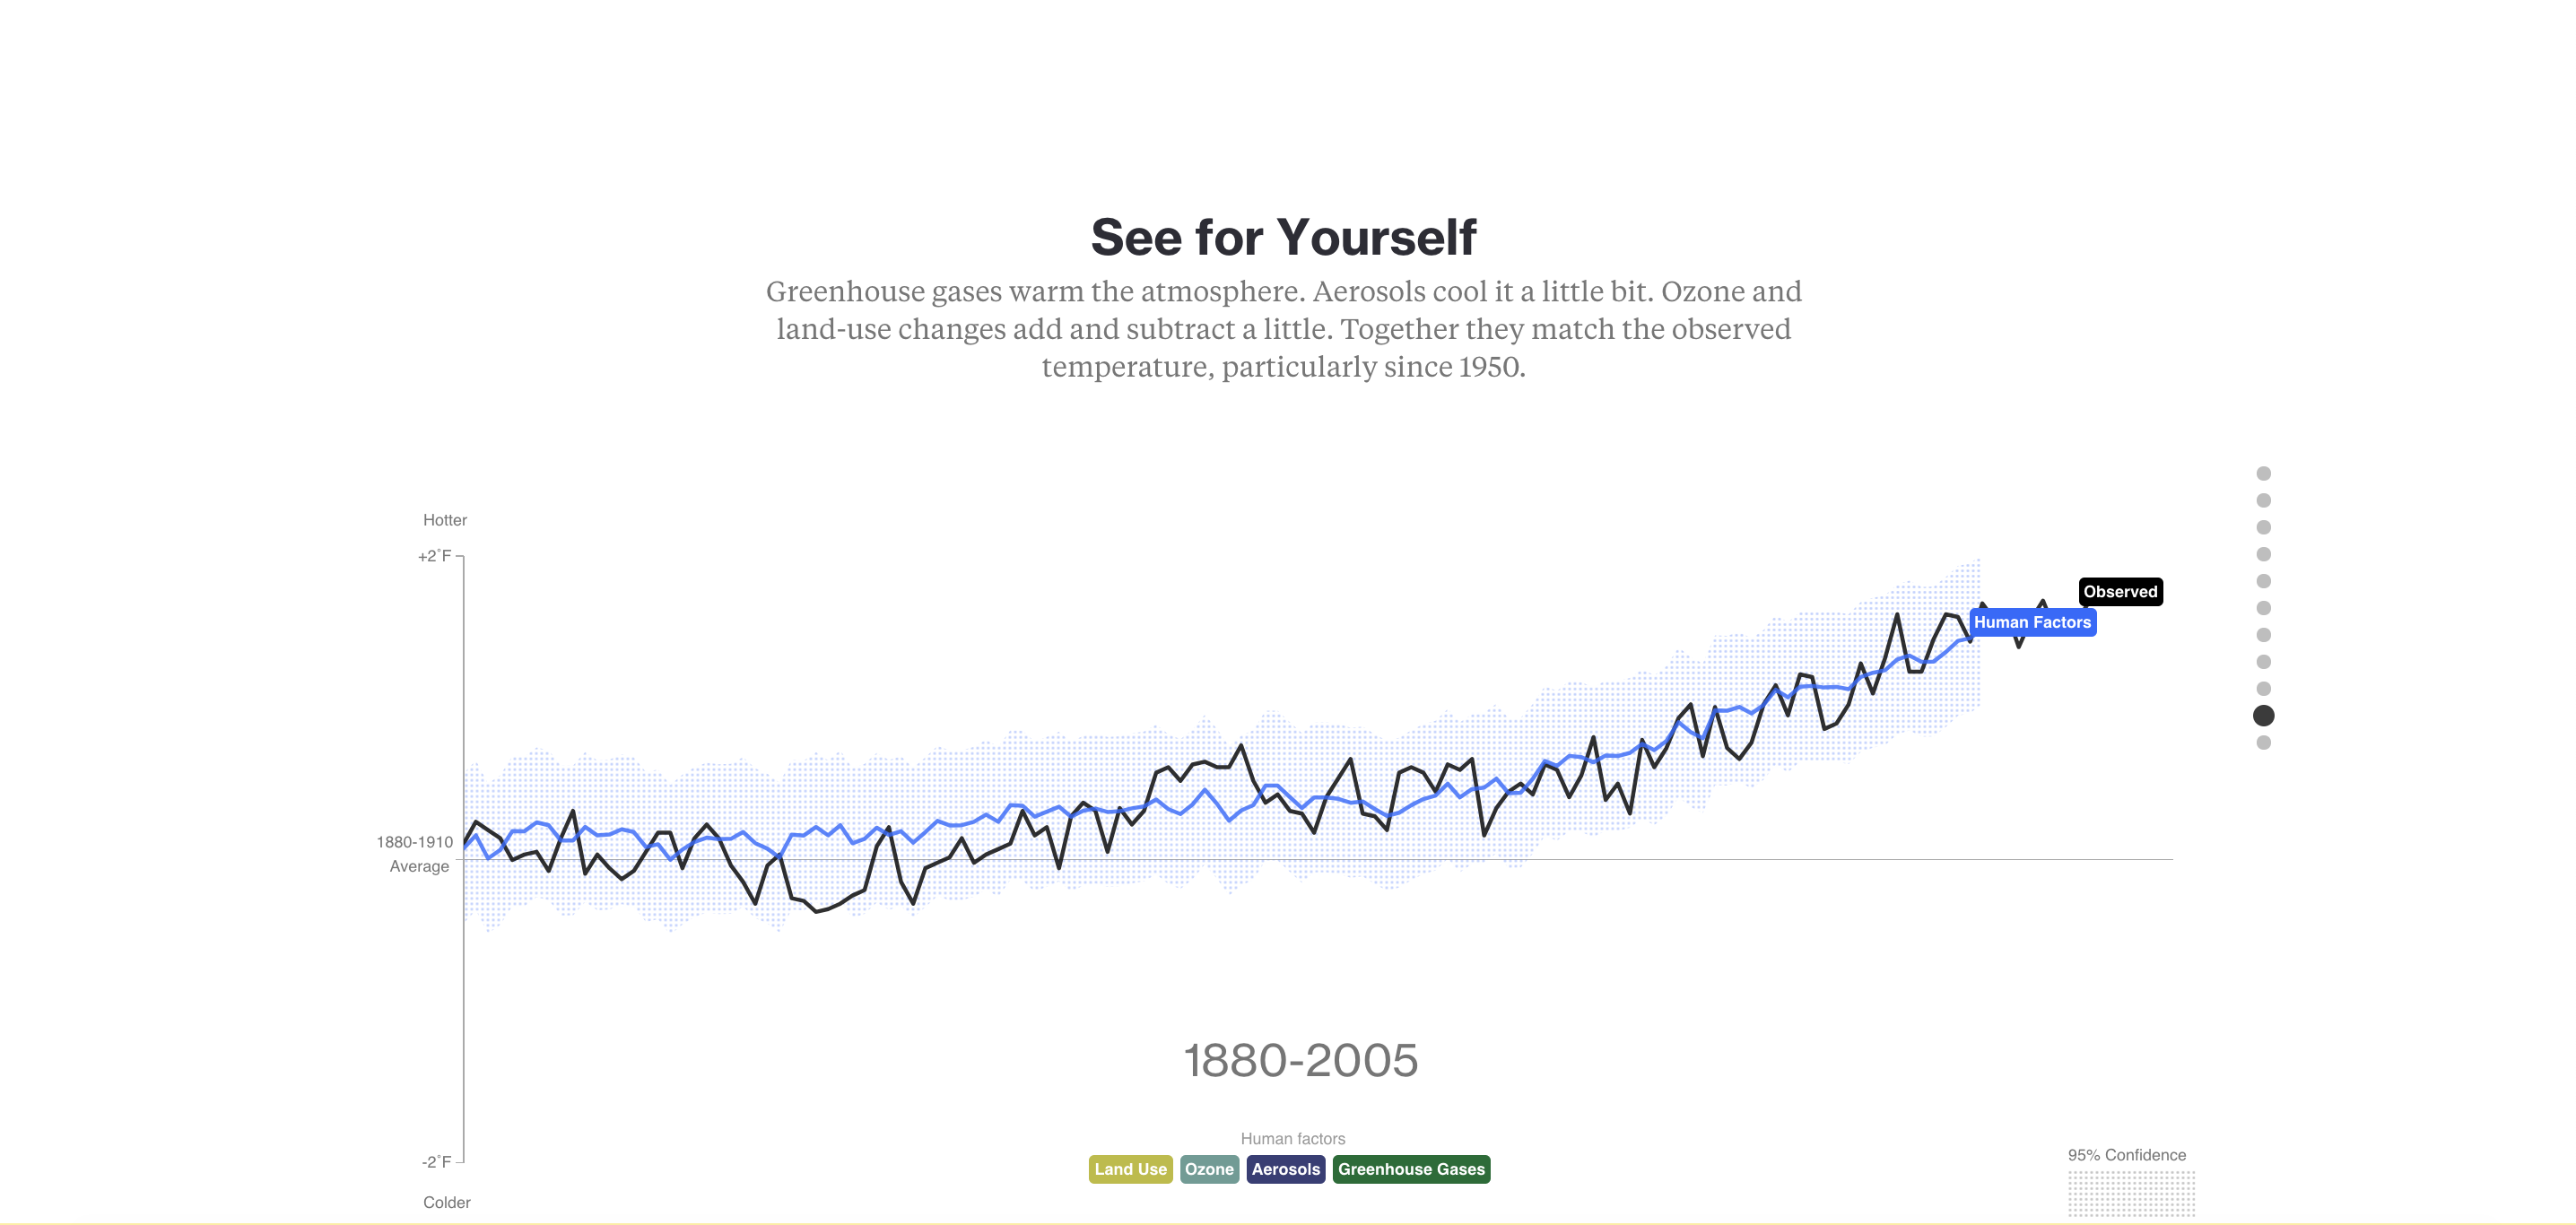 See for Yourself
Greenhouse gases warm the atmosphere. Aerosols cool it a little bit. Ozone and
land-use changes add and subtract a little. Together they match the observed
temperature, particularly since 1950.
Hotter
+2°F
Observed
Human Factors
1880-1910
Average
1880-2005
Human factors
Land Use Ozone Aerosols Greenhouse Gases
95% Confidence
-2°F
Colder